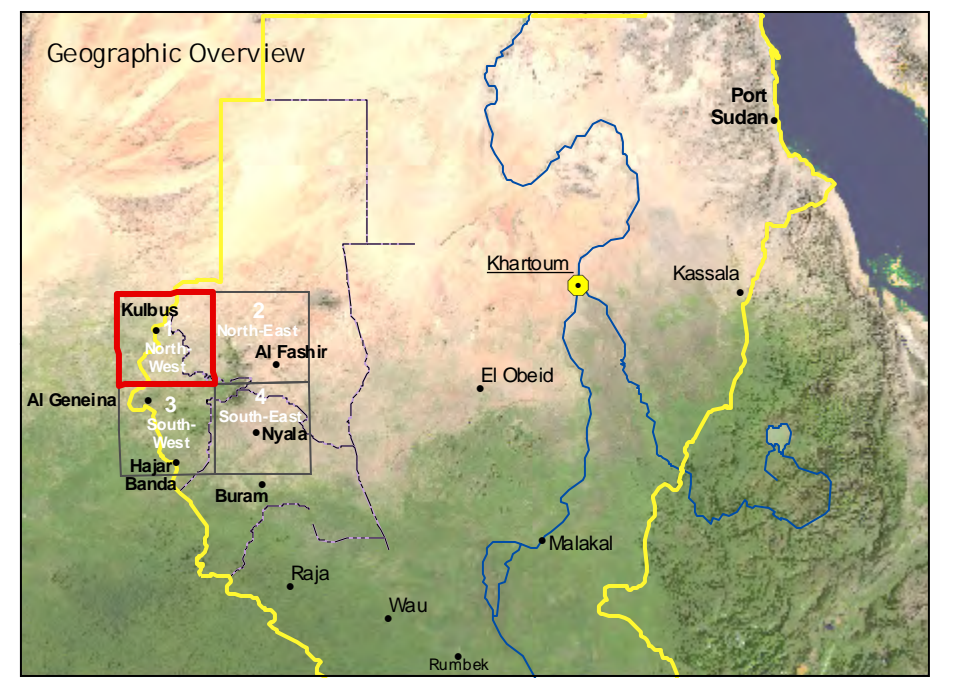 Geographic Overview
Port
Sudan
Khartoum
Kassala
Kulbus
1
North-
West
2
North-East
Al Fashir
El Obeid
Al Geneina
3
South-
West
4
South-East
Nyala
Hajar
Banda
Buram
Malakal
Raja
Wau
Rumbek